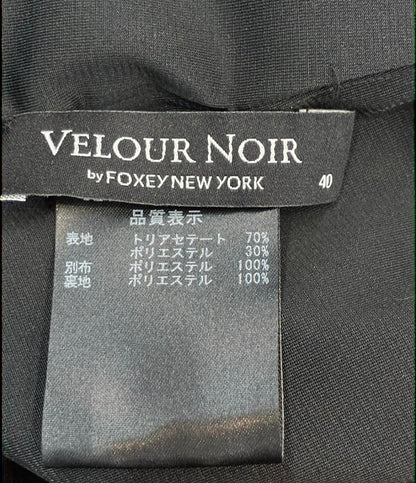 VELOUR NOIR
by FOXEY NEW YORK 40
品質表示
表地 トリアセテート 70%
ポリエステル 30%
別布 ポリエステル 100%
裏地 ポリエステル 100%